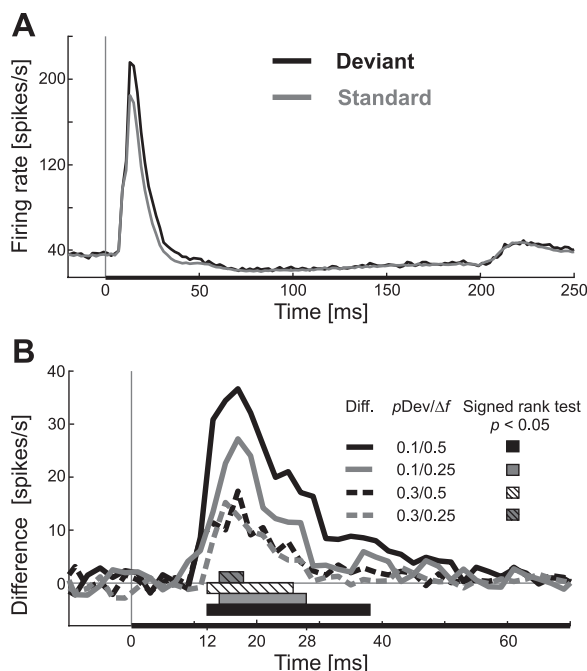 A
Firing rate [spikes/s]
200
120
40
Deviant
Standard
0 50 100 150 200 250
Time [ms]
B
Difference [spikes/s]
40
30
20
10
0
Diff. pDev/Δf Signed rank test
p < 0.05
0.1/0.5
0.1/0.25
0.3/0.5
0.3/0.25
0 12 20 28 40 60
Time [ms]